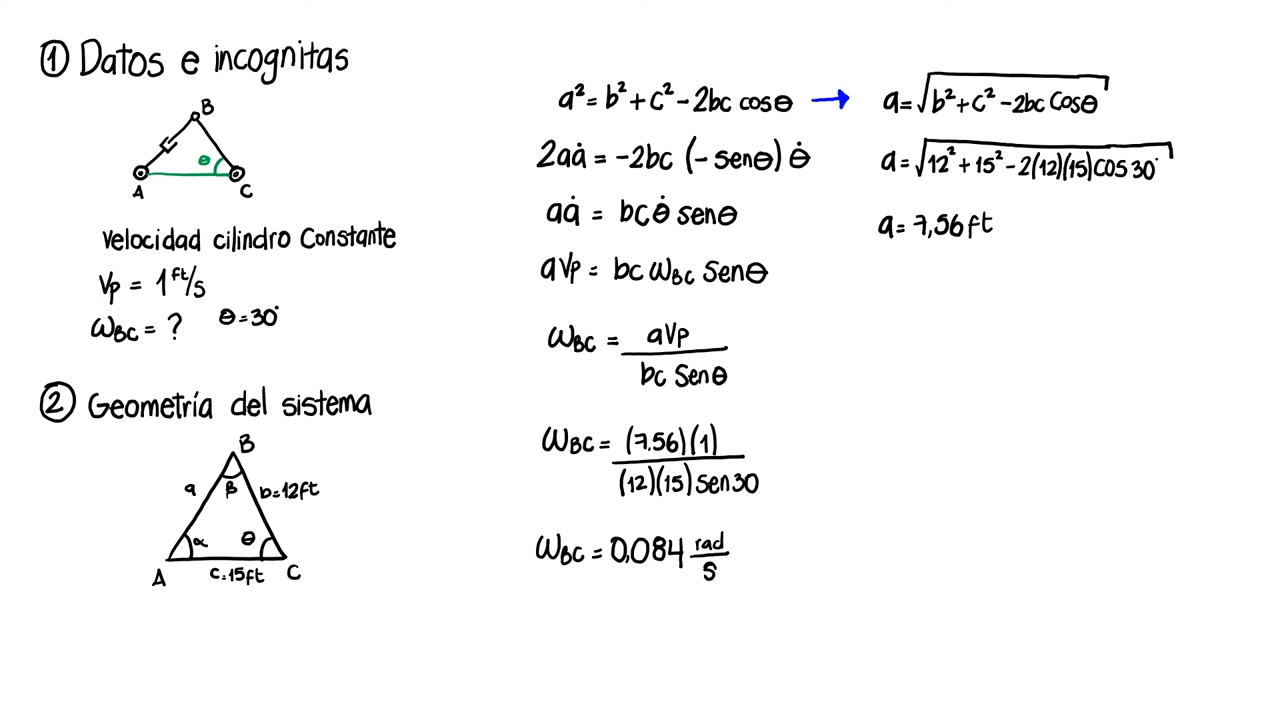 ① Datos e incognitas
B
θ
A
C
Velocidad cilindro Constante
Vp = 1 ft/s
ωBC = ? θ = 30°
② Geometría del sistema
B
a
β
b=12ft
α
θ
A
c=15ft
C
a² = b² + c² - 2bc cosθ →
2aȧ = -2bc (-senθ) θ̇
aȧ = bcθ̇ senθ
aVp = bc ωBC Senθ
ωBC = aVp / bc Senθ
ωBC = (7.56)(1) / (12)(15) Sen30
ωBC = 0,084 rad/s
a = √(b² + c² - 2bc Cosθ)
a = √(12² + 15² - 2(12)(15) COS 30°)
a = 7,56 ft